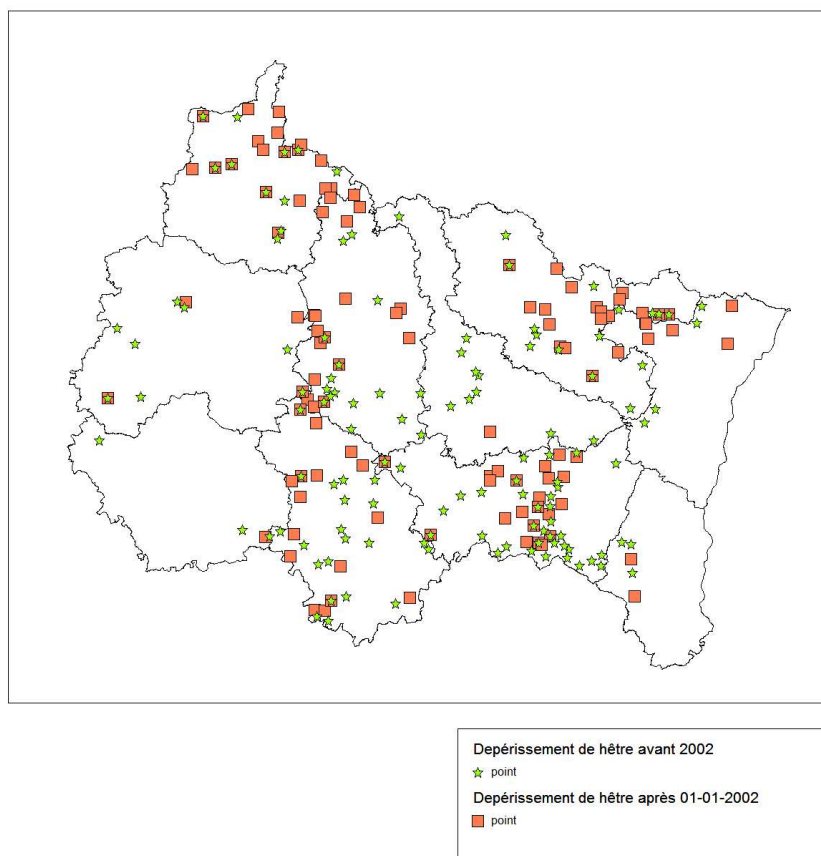 Depérissement de hêtre avant 2002
point
Depérissement de hêtre après 01-01-2002
point